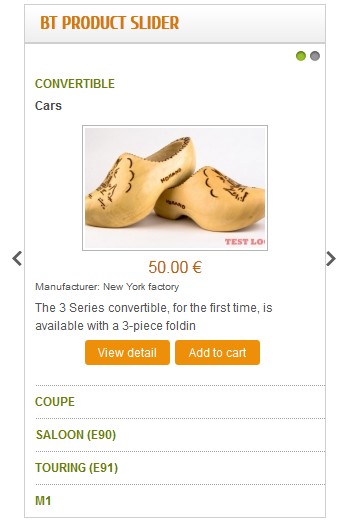 BT PRODUCT SLIDER
CONVERTIBLE
Cars
HOLLAND
TEST LO
50.00 €
Manufacturer: New York factory
The 3 Series convertible, for the first time, is
available with a 3-piece foldin
View detail Add to cart
COUPE
SALOON (E90)
TOURING (E91)
M1